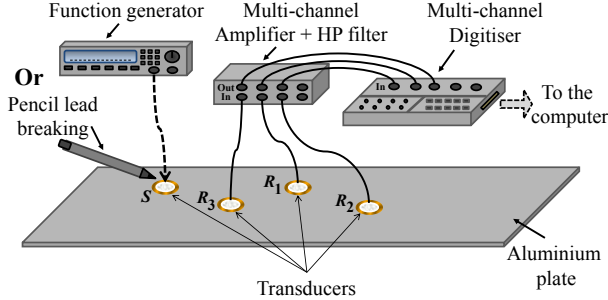 Function generator
Multi-channel
Amplifier + HP filter
Multi-channel
Digitiser
Or
Pencil lead
breaking
Out
In
In
To the
computer
S
R3
R1
R2
Transducers
Aluminium
plate